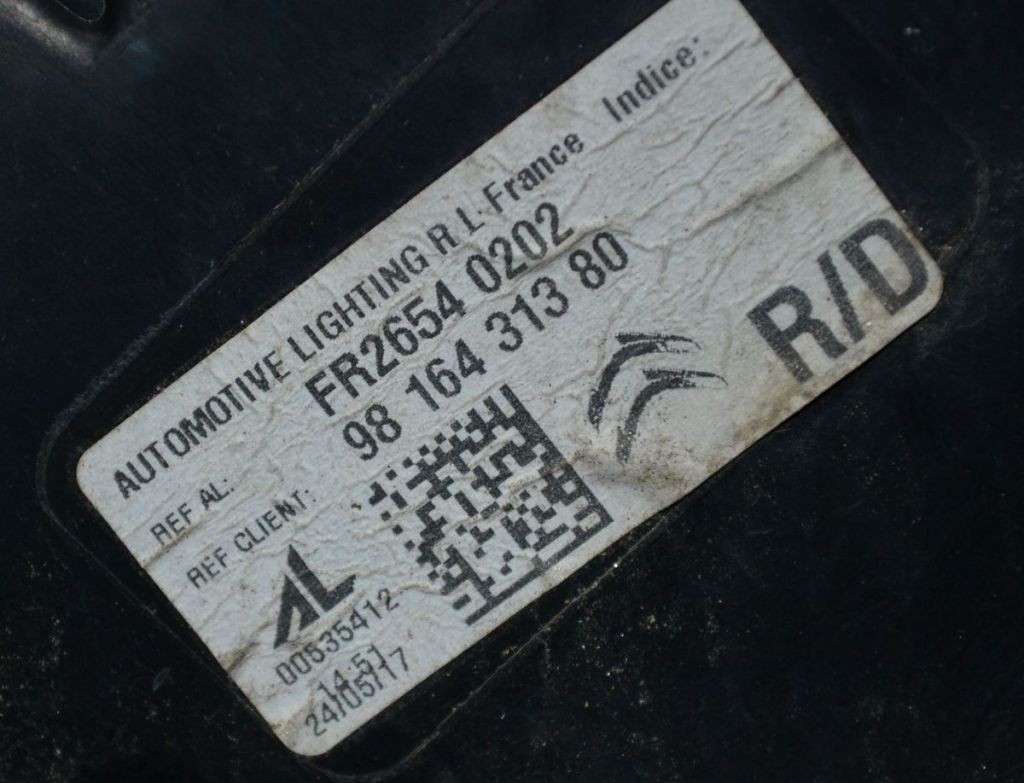 AUTOMOTIVE LIGHTING R L France Indice:
REF AL: FR2654 0202
REF CLIENT: 98 164 313 80
AL
R/D
00535412
14:51
24/05/17